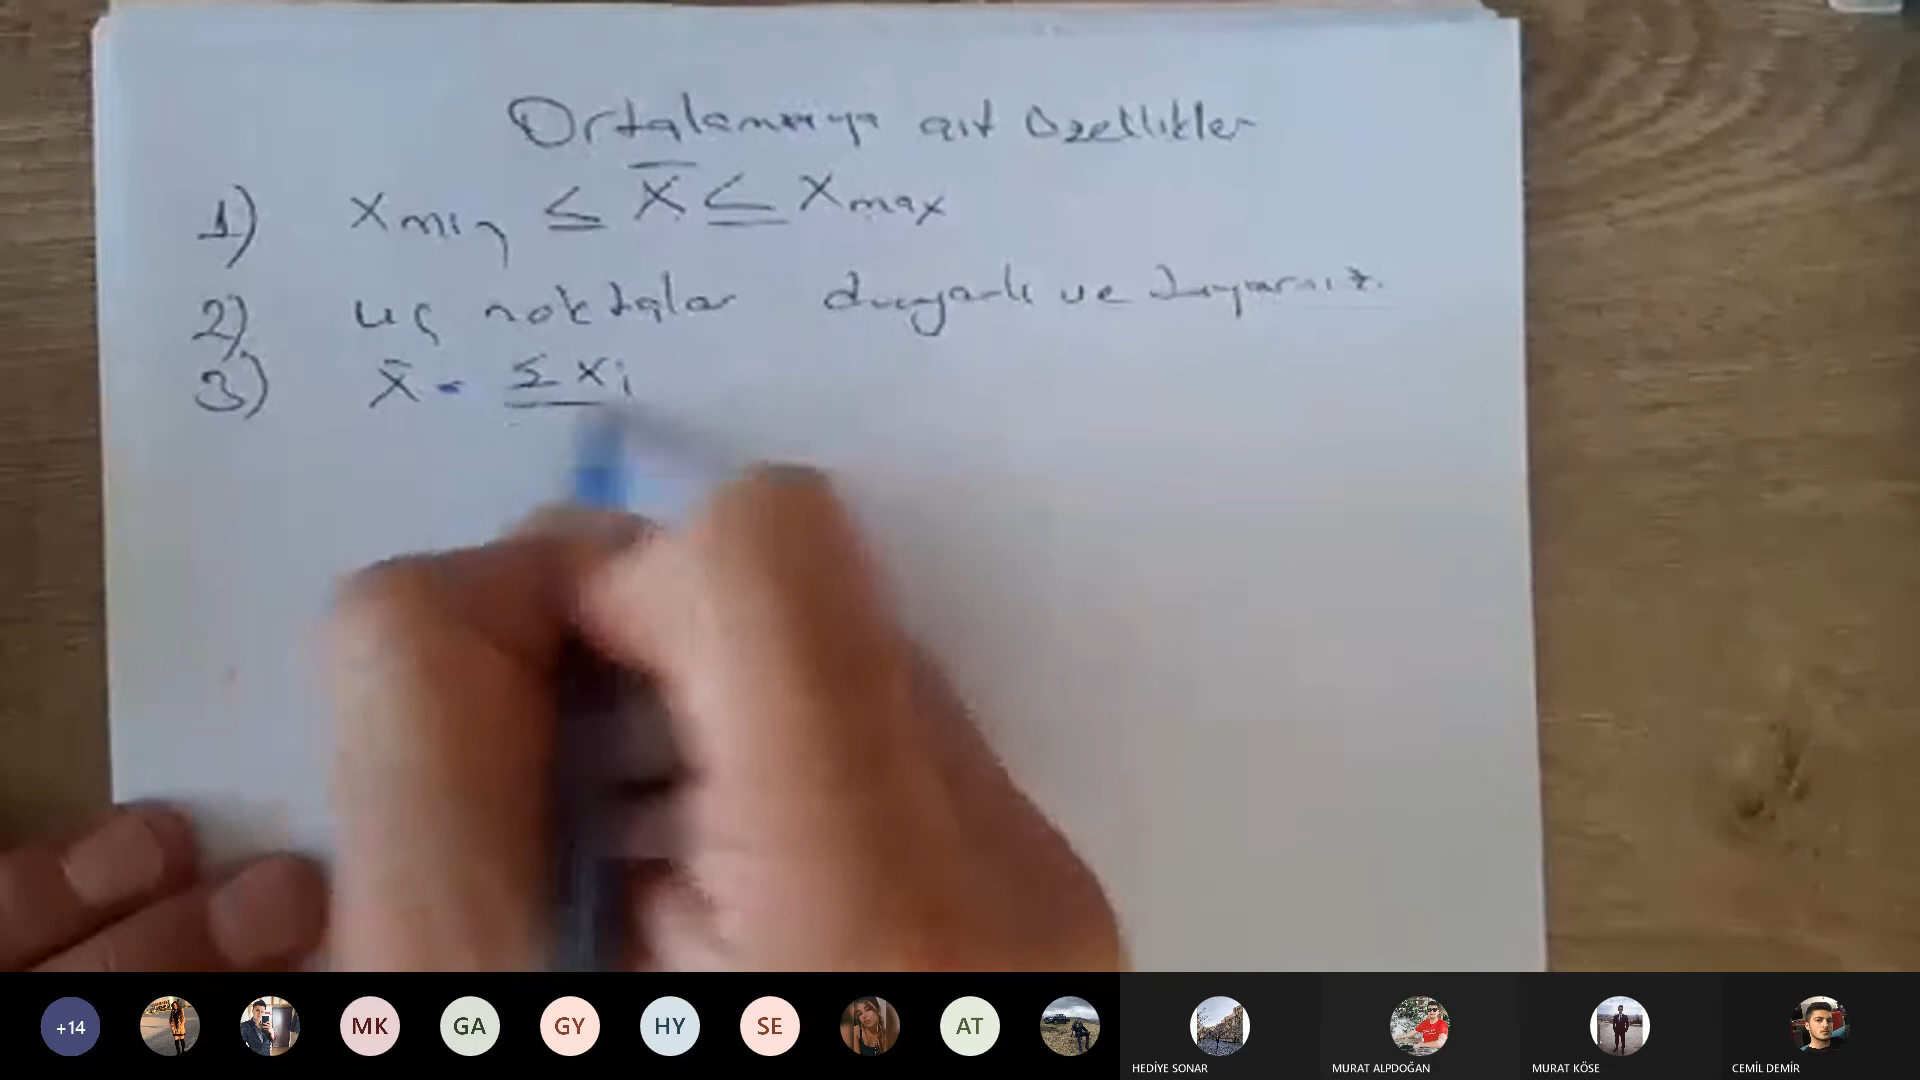 Ortalamaya ait Özellikler
1) Xmin ≤ X̄ ≤ Xmax
2) uç noktalar duyarlı ve duyarsız.
3) x̄ = Σxi
+14
MK
GA
GY
HY
SE
AT
HEDİYE SONAR
MURAT ALPDOĞAN
MURAT KÖSE
CEMİL DEMİR